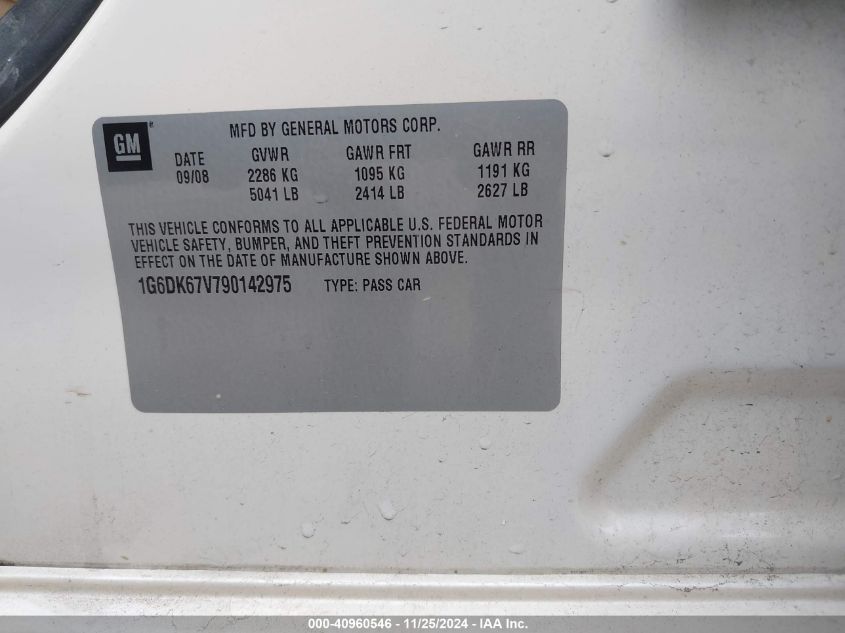 GM
MFD BY GENERAL MOTORS CORP.
DATE GVWR GAWR FRT GAWR RR
09/08 2286 KG 1095 KG 1191 KG
5041 LB 2414 LB 2627 LB
THIS VEHICLE CONFORMS TO ALL APPLICABLE U.S. FEDERAL MOTOR
VEHICLE SAFETY, BUMPER, AND THEFT PREVENTION STANDARDS IN
EFFECT ON THE DATE OF MANUFACTURE SHOWN ABOVE.
1G6DK67V790142975 TYPE: PASS CAR
000-40960546 - 11/25/2024 - IAA Inc.